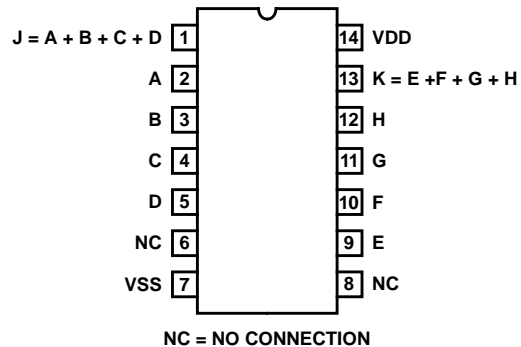 J = A + B + C + D 1 14 VDD
A 2 13 K = E +F + G + H
B 3 12 H
C 4 11 G
D 5 10 F
NC 6 9 E
VSS 7 8 NC
NC = NO CONNECTION